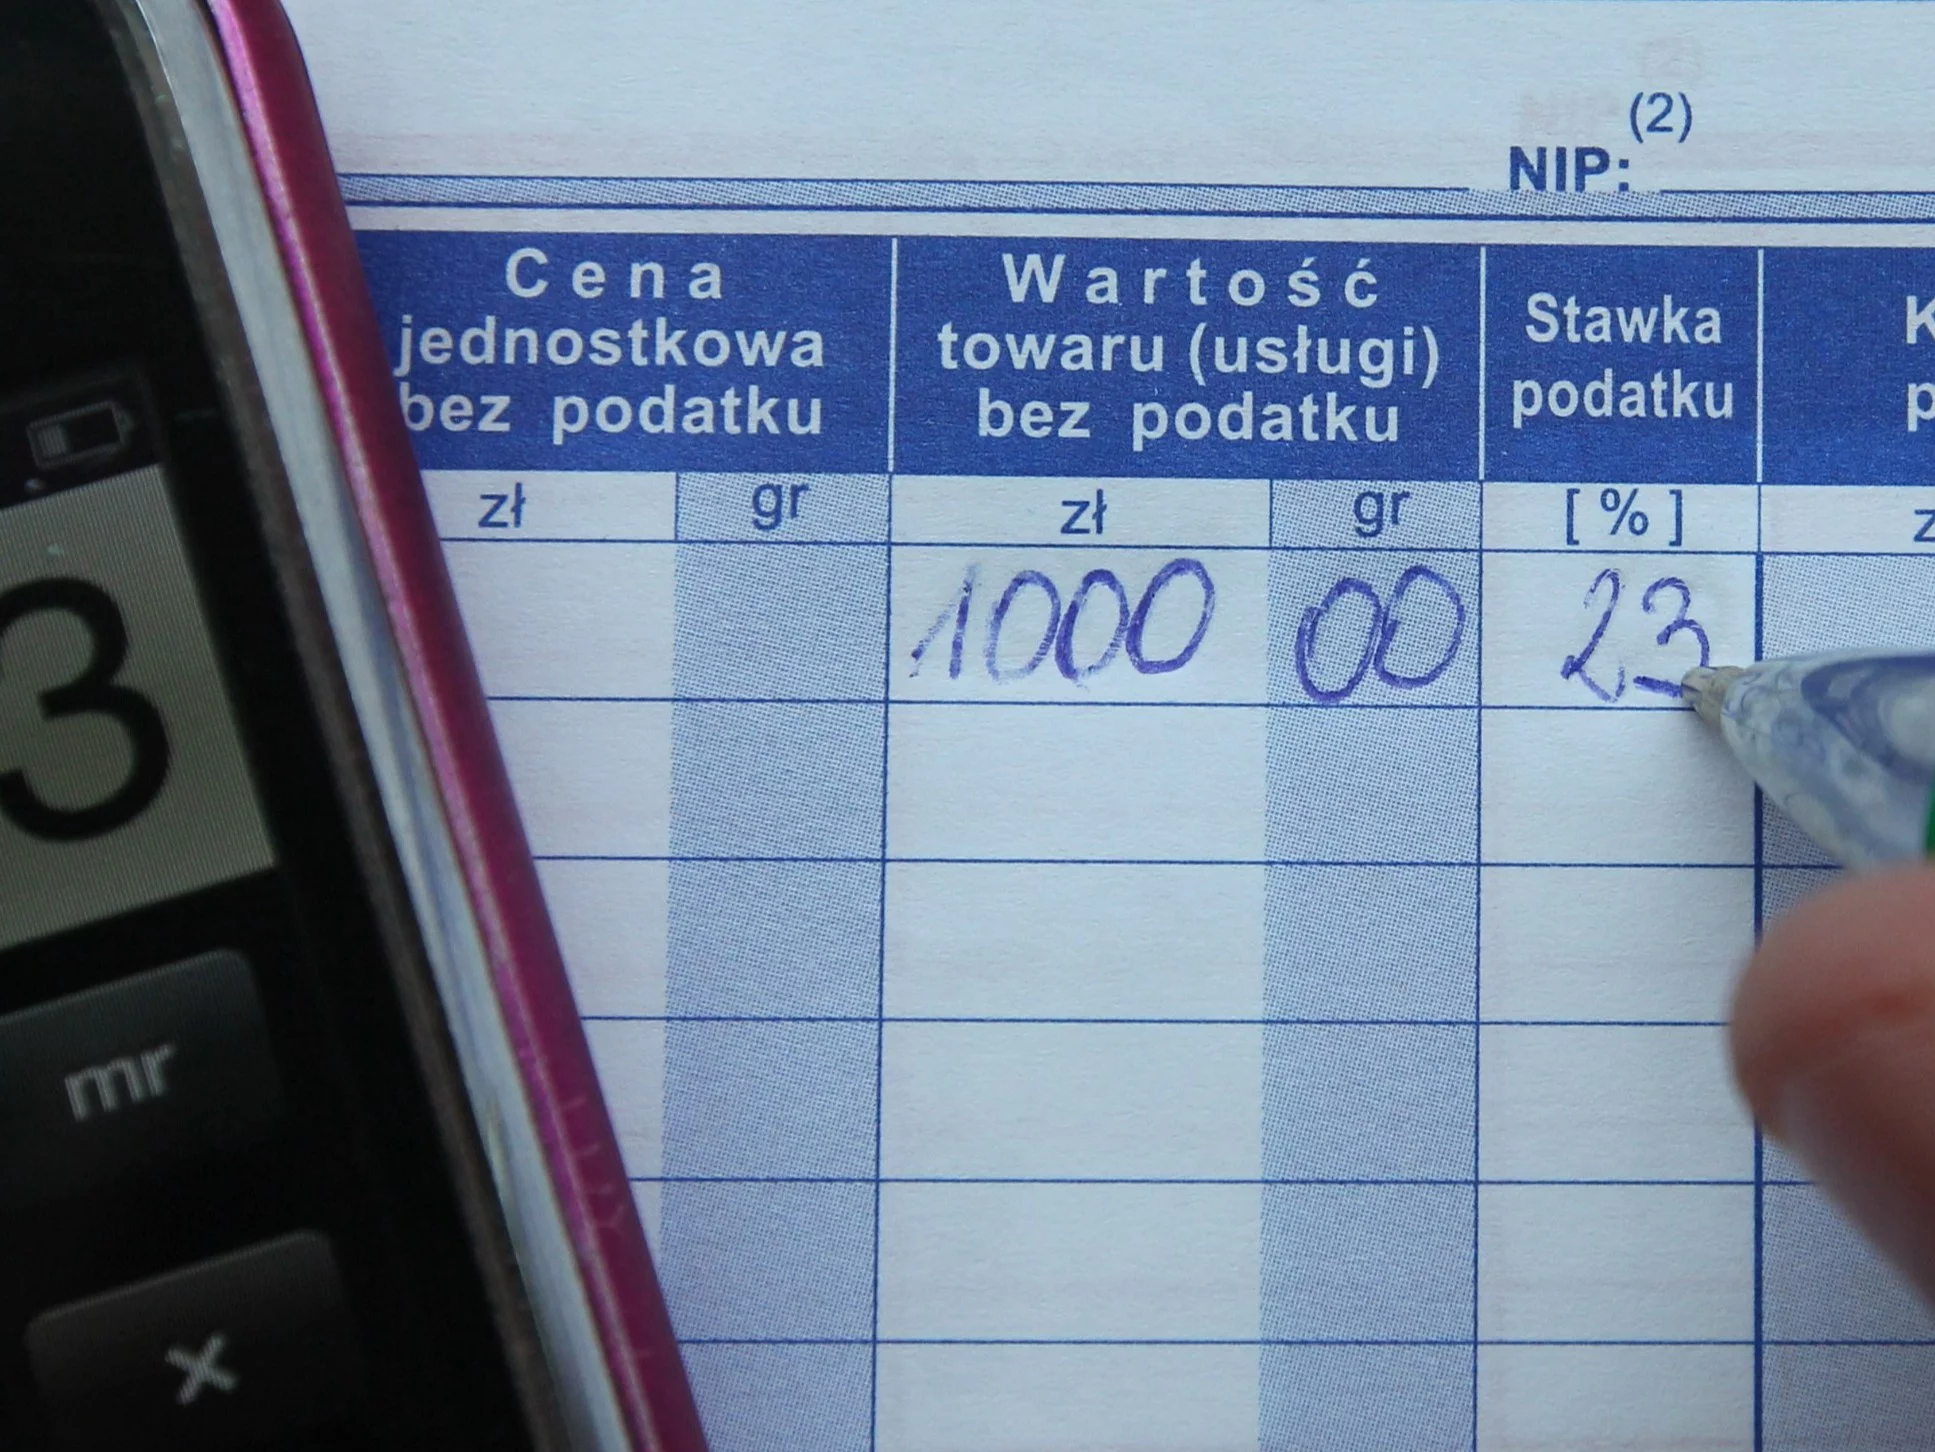 (2)
NIP:
Cena
jednostkowa
bez podatku
Wartość
towaru (usługi)
bez podatku
Stawka
podatku
K
p
zł gr zł gr [%] z
1000 00 23
3
mr
x